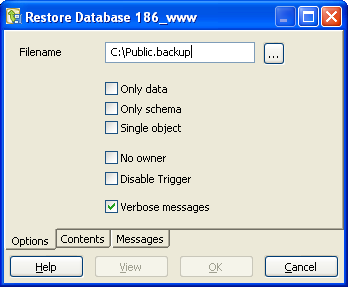 Restore Database 186_www
Filename
C:\Public.backup
...
Only data
Only schema
Single object
No owner
Disable Trigger
Verbose messages
Options Contents Messages
Help View OK Cancel